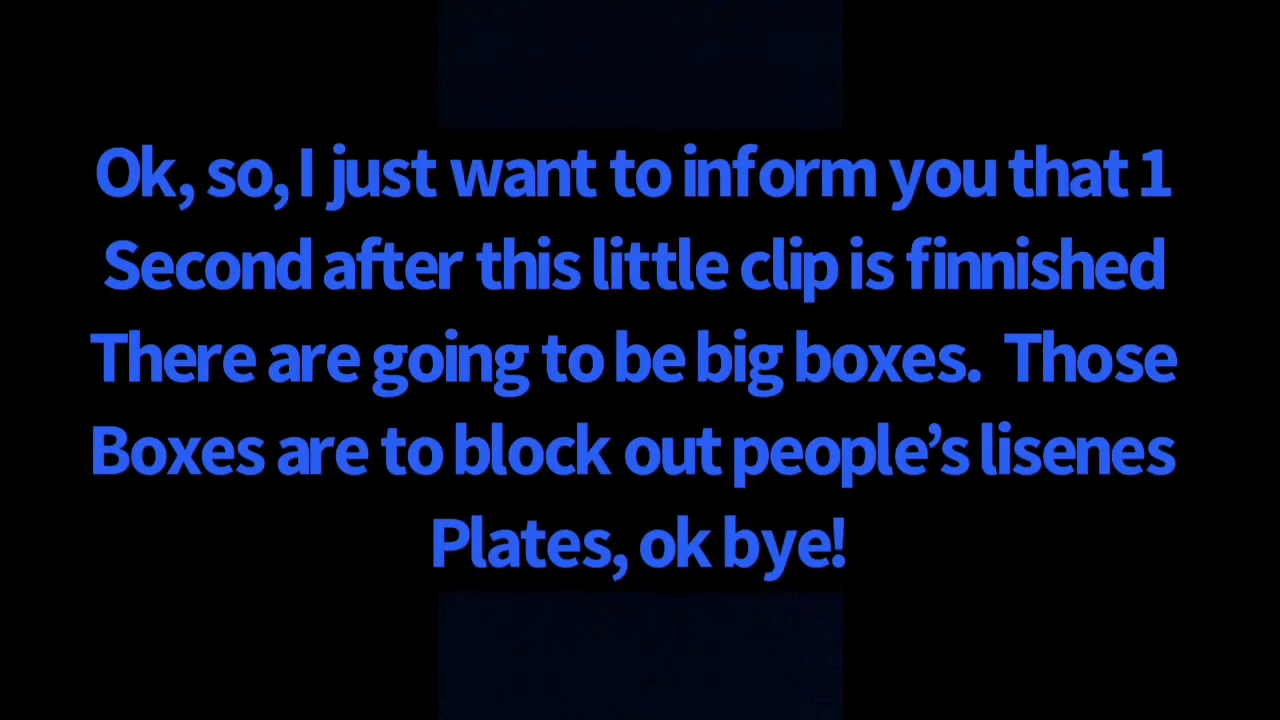 Ok, so, I just want to inform you that 1
Second after this little clip is finnished
There are going to be big boxes.  Those
Boxes are to block out people’s lisenes
Plates, ok bye!